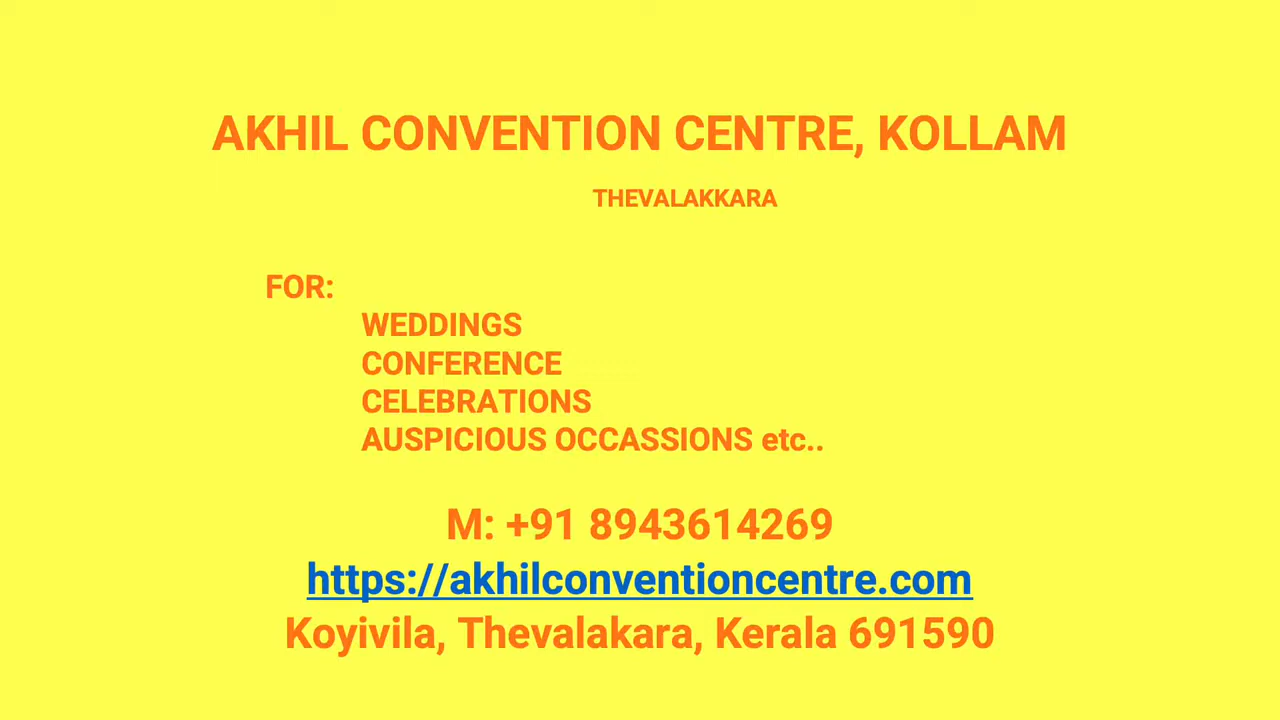 AKHIL CONVENTION CENTRE, KOLLAM
THEVALAKKARA
FOR:
WEDDINGS
CONFERENCE
CELEBRATIONS
AUSPICIOUS OCCASSIONS etc..
M: +91 8943614269
https://akhilconventioncentre.com
Koyivila, Thevalakara, Kerala 691590